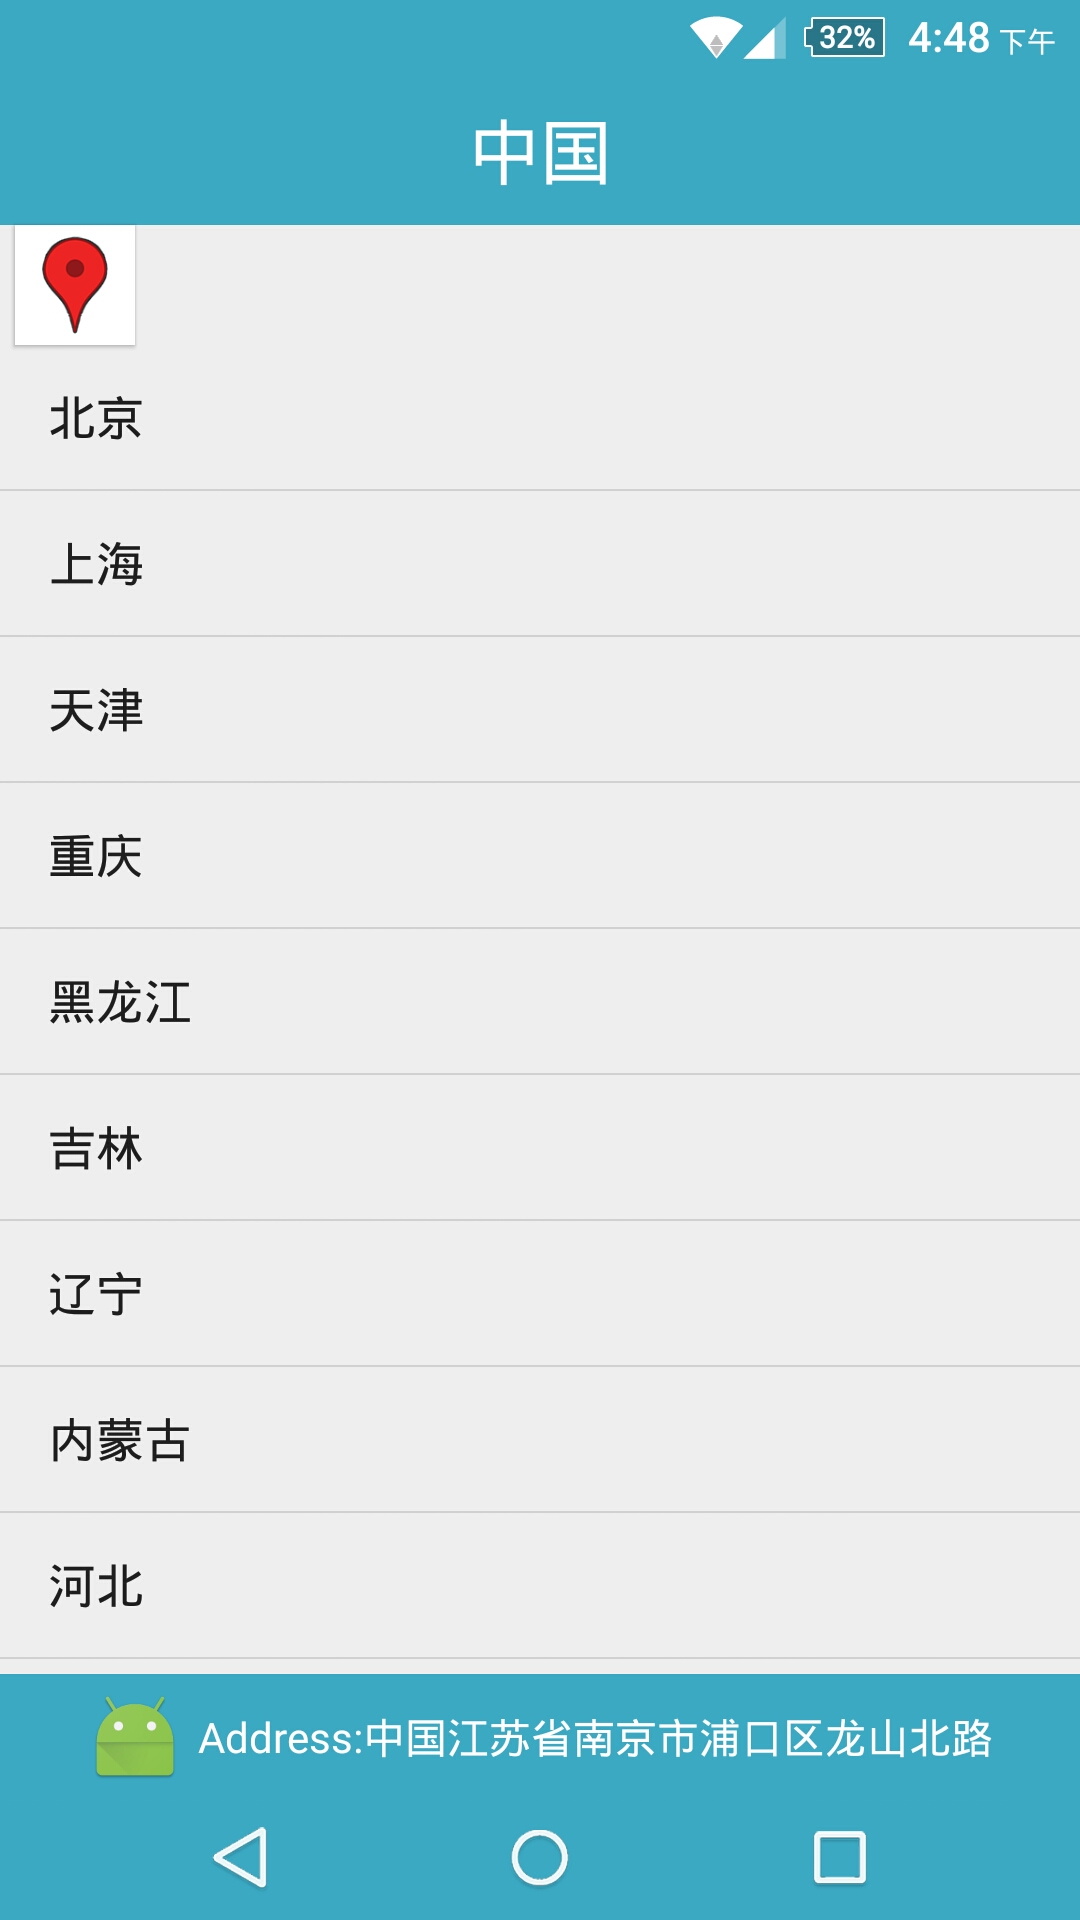 32% 4:48 下午
中国
北京
上海
天津
重庆
黑龙江
吉林
辽宁
内蒙古
河北
Address:中国江苏省南京市浦口区龙山北路